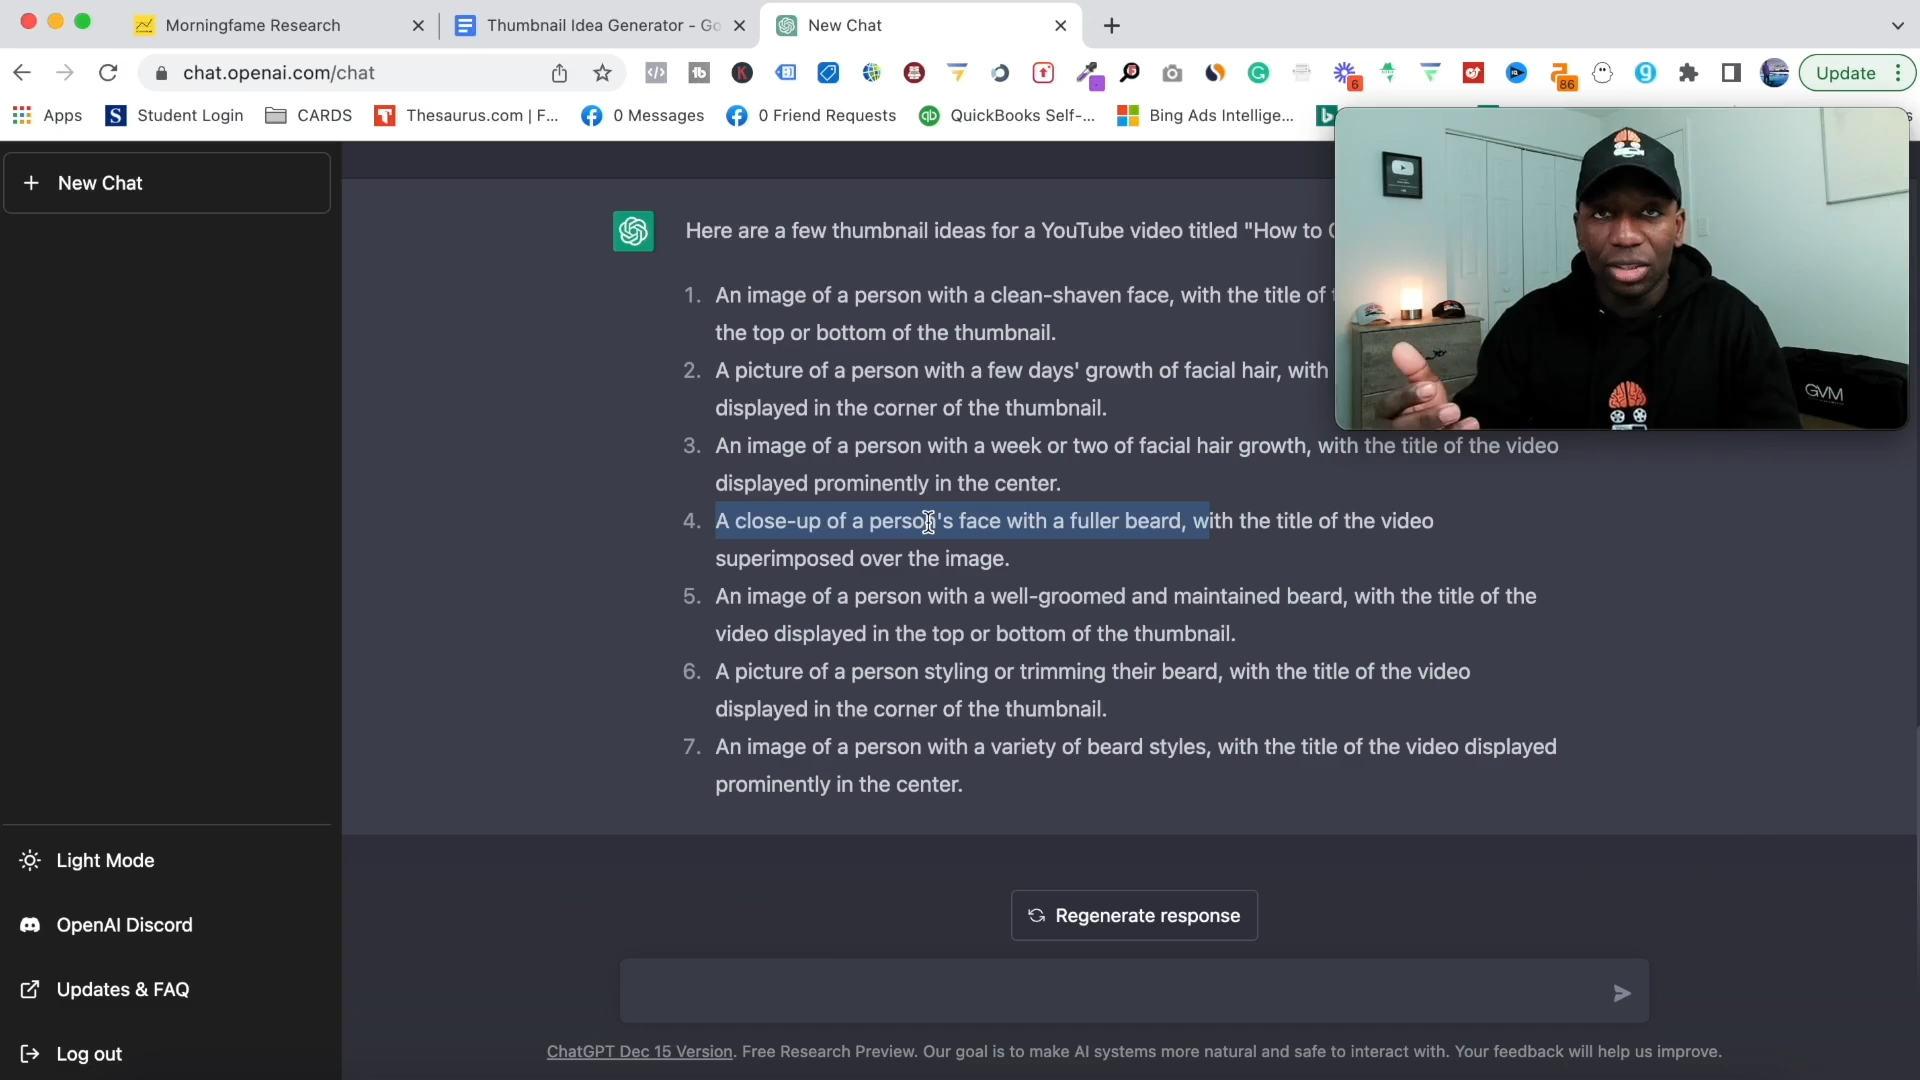 Morningfame Research
Thumbnail Idea Generator - Go
New Chat
chat.openai.com/chat
6
86
Update
Apps
Student Login
CARDS
Thesaurus.com | F...
0 Messages
0 Friend Requests
QuickBooks Self-...
Bing Ads Intellige...
New Chat
Here are a few thumbnail ideas for a YouTube video titled "How to
1. An image of a person with a clean-shaven face, with the title of
the top or bottom of the thumbnail.
2. A picture of a person with a few days' growth of facial hair, with
displayed in the corner of the thumbnail.
GVM
3. An image of a person with a week or two of facial hair growth, with the title of the video
displayed prominently in the center.
4. A close-up of a person's face with a fuller beard, with the title of the video
superimposed over the image.
5. An image of a person with a well-groomed and maintained beard, with the title of the
video displayed in the top or bottom of the thumbnail.
6. A picture of a person styling or trimming their beard, with the title of the video
displayed in the corner of the thumbnail.
7. An image of a person with a variety of beard styles, with the title of the video displayed
prominently in the center.
Light Mode
OpenAI Discord
Updates & FAQ
Log out
Regenerate response
ChatGPT Dec 15 Version. Free Research Preview. Our goal is to make AI systems more natural and safe to interact with. Your feedback will help us improve.